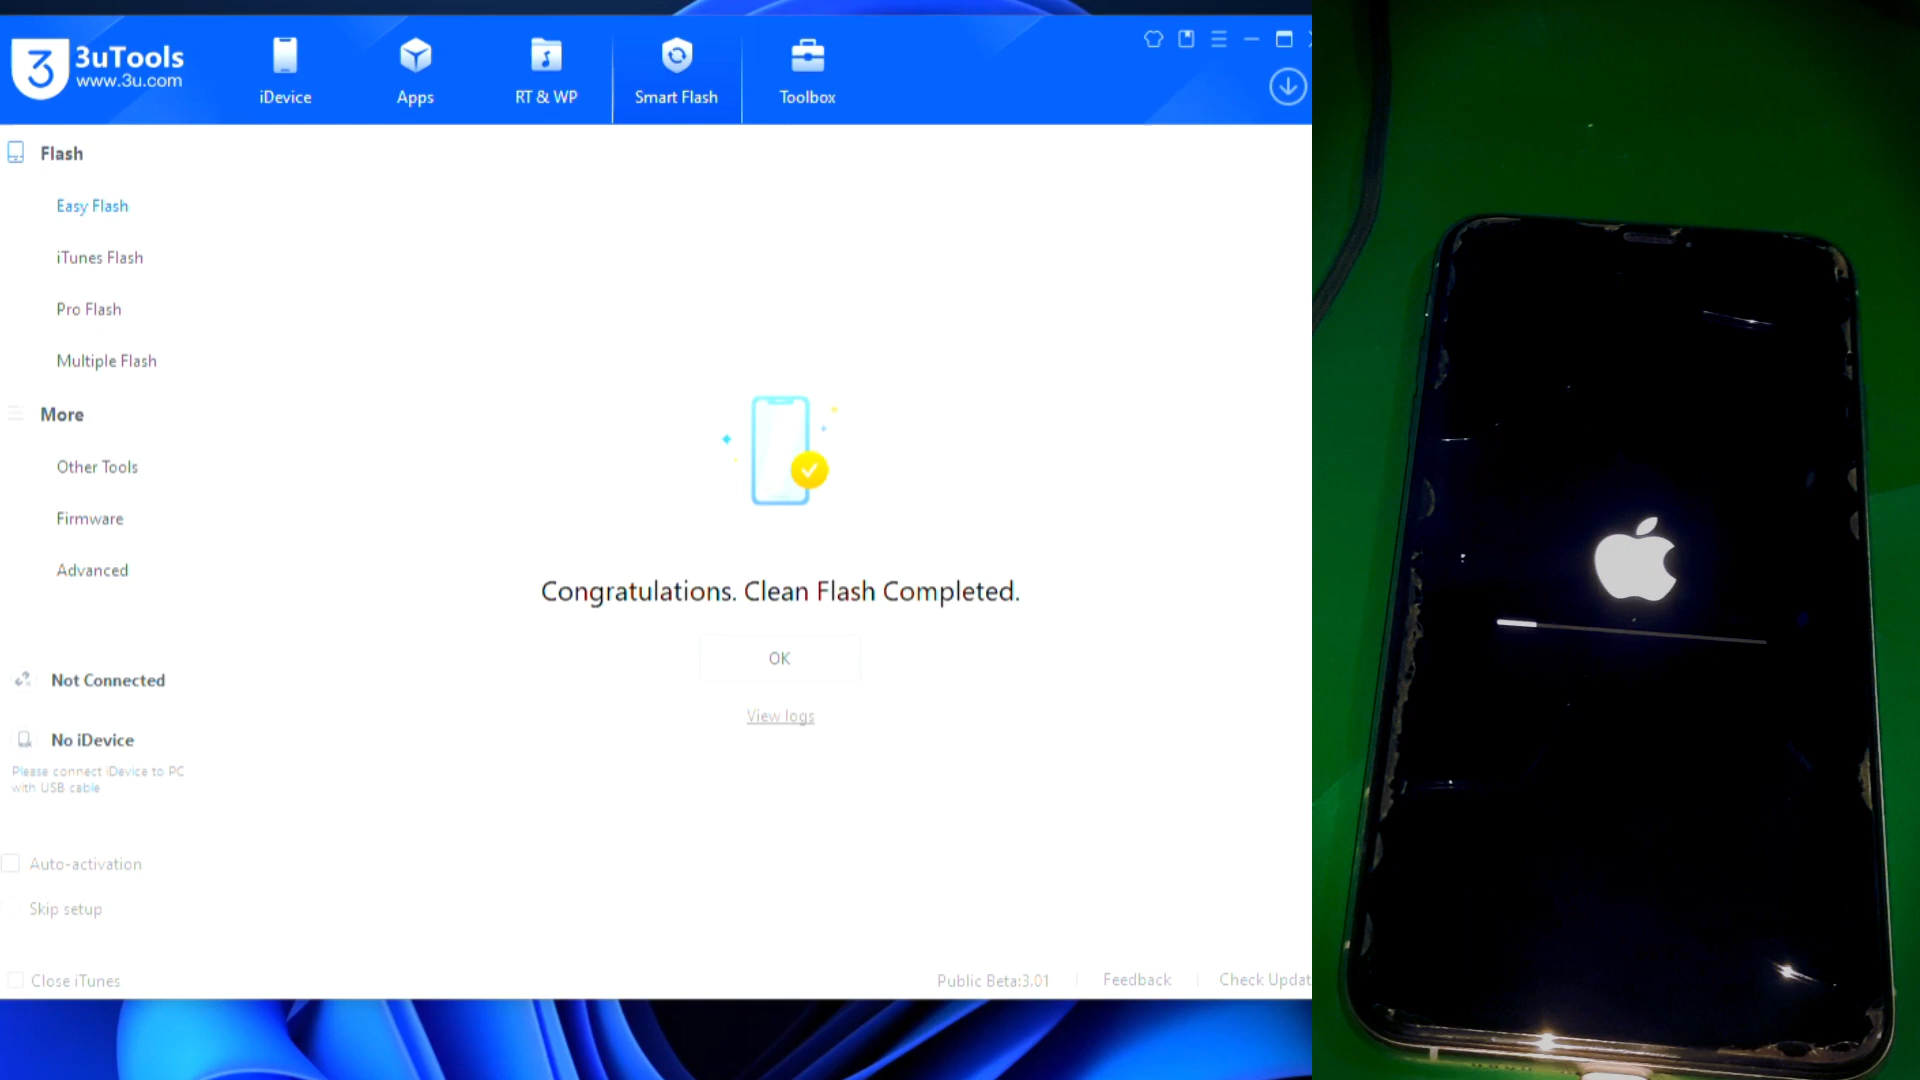 3uTools
www.3u.com
iDevice
Apps
RT & WP
Smart Flash
Toolbox
Flash
Easy Flash
iTunes Flash
Pro Flash
Multiple Flash
More
Other Tools
Firmware
Advanced
Congratulations. Clean Flash Completed.
OK
View logs
Not Connected
No iDevice
Please connect iDevice to PC
with USB cable
Auto-activation
Skip setup
Close iTunes
Public Beta:3.01
Feedback
Check Updat